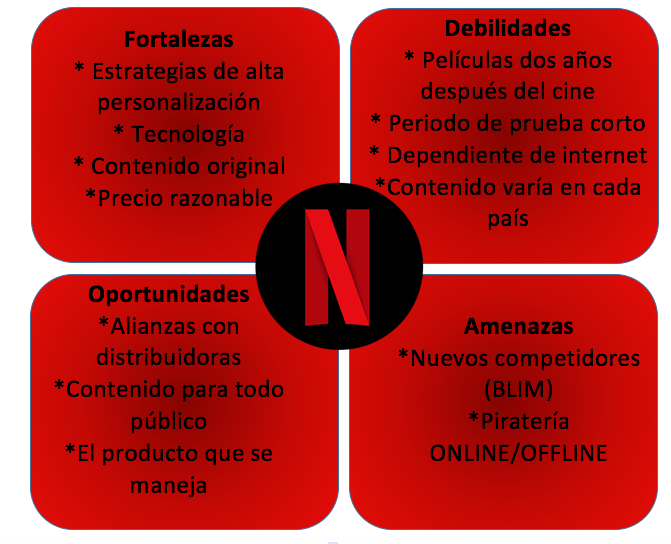 Fortalezas
* Estrategias de alta
personalización
* Tecnología
* Contenido original
*Precio razonable
Debilidades
* Películas dos años
después del cine
* Periodo de prueba corto
* Dependiente de internet
*Contenido varía en cada
país
N
Oportunidades
*Alianzas con
distribuidoras
*Contenido para todo
público
*El producto que se
maneja
Amenazas
*Nuevos competidores
(BLIM)
*Piratería
ONLINE/OFFLINE